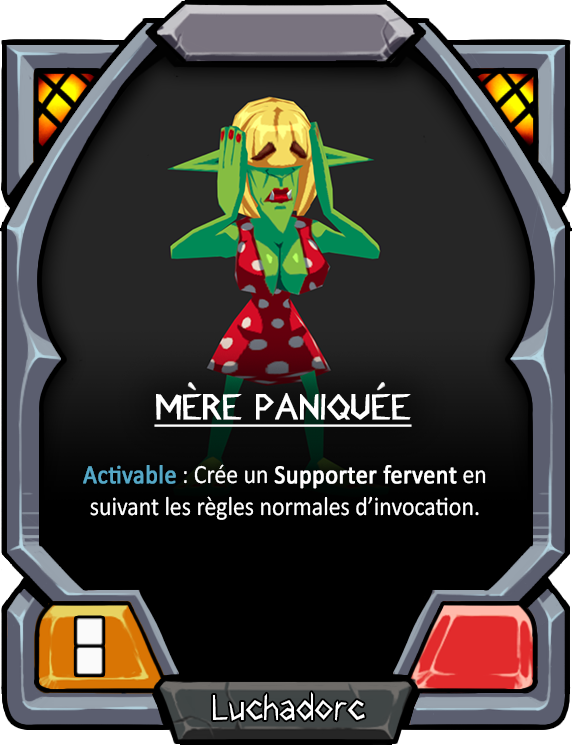 MÈRE PANIQUÉE
Activable : Crée un Supporter fervent en
suivant les règles normales d’invocation.
Luchadorc